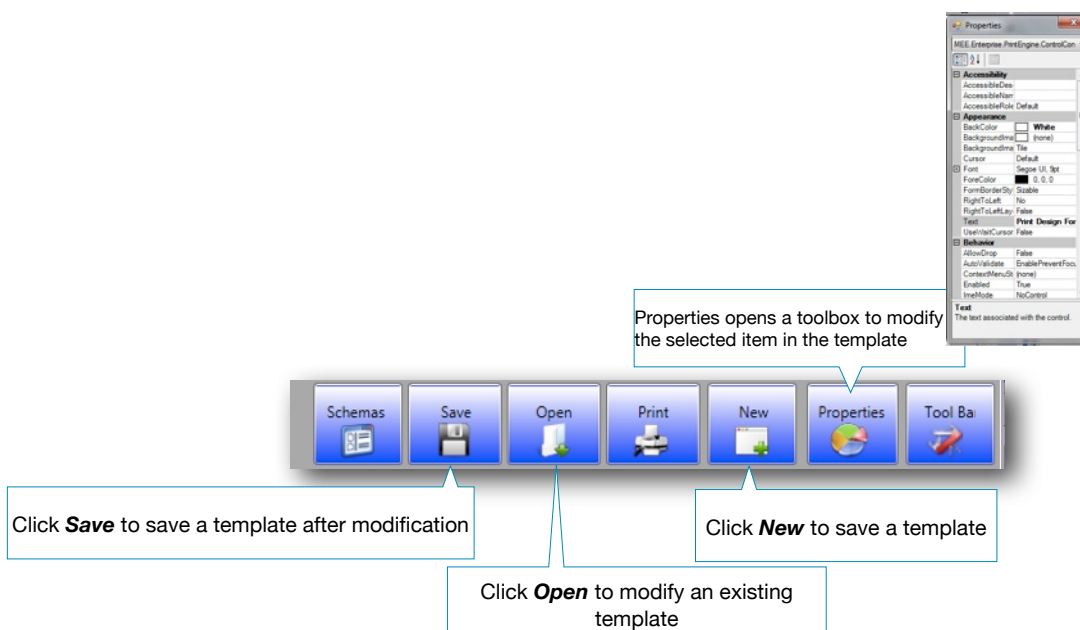 Properties
MEE.Enterprise.PrintEngine.ControlCon
Accessibility
AccessibleDes
AccessibleNam
AccessibleRole Default
Appearance
BackColor White
BackgroundIma (none)
BackgroundIma Tile
Cursor Default
Font Segoe UI, 9pt
ForeColor 0, 0, 0
FormBorderSty Sizable
RightToLeft No
RightToLeftLay False
Text Print Design For
UseWaitCursor False
Behavior
AllowDrop False
AutoValidate EnablePreventFocu
ContextMenuSt (none)
Enabled True
ImeMode NoControl
Text
The text associated with the control.
Properties opens a toolbox to modify
the selected item in the template
Schemas Save Open Print New Properties Tool Ba
Click Save to save a template after modification
Click New to save a template
Click Open to modify an existing
template